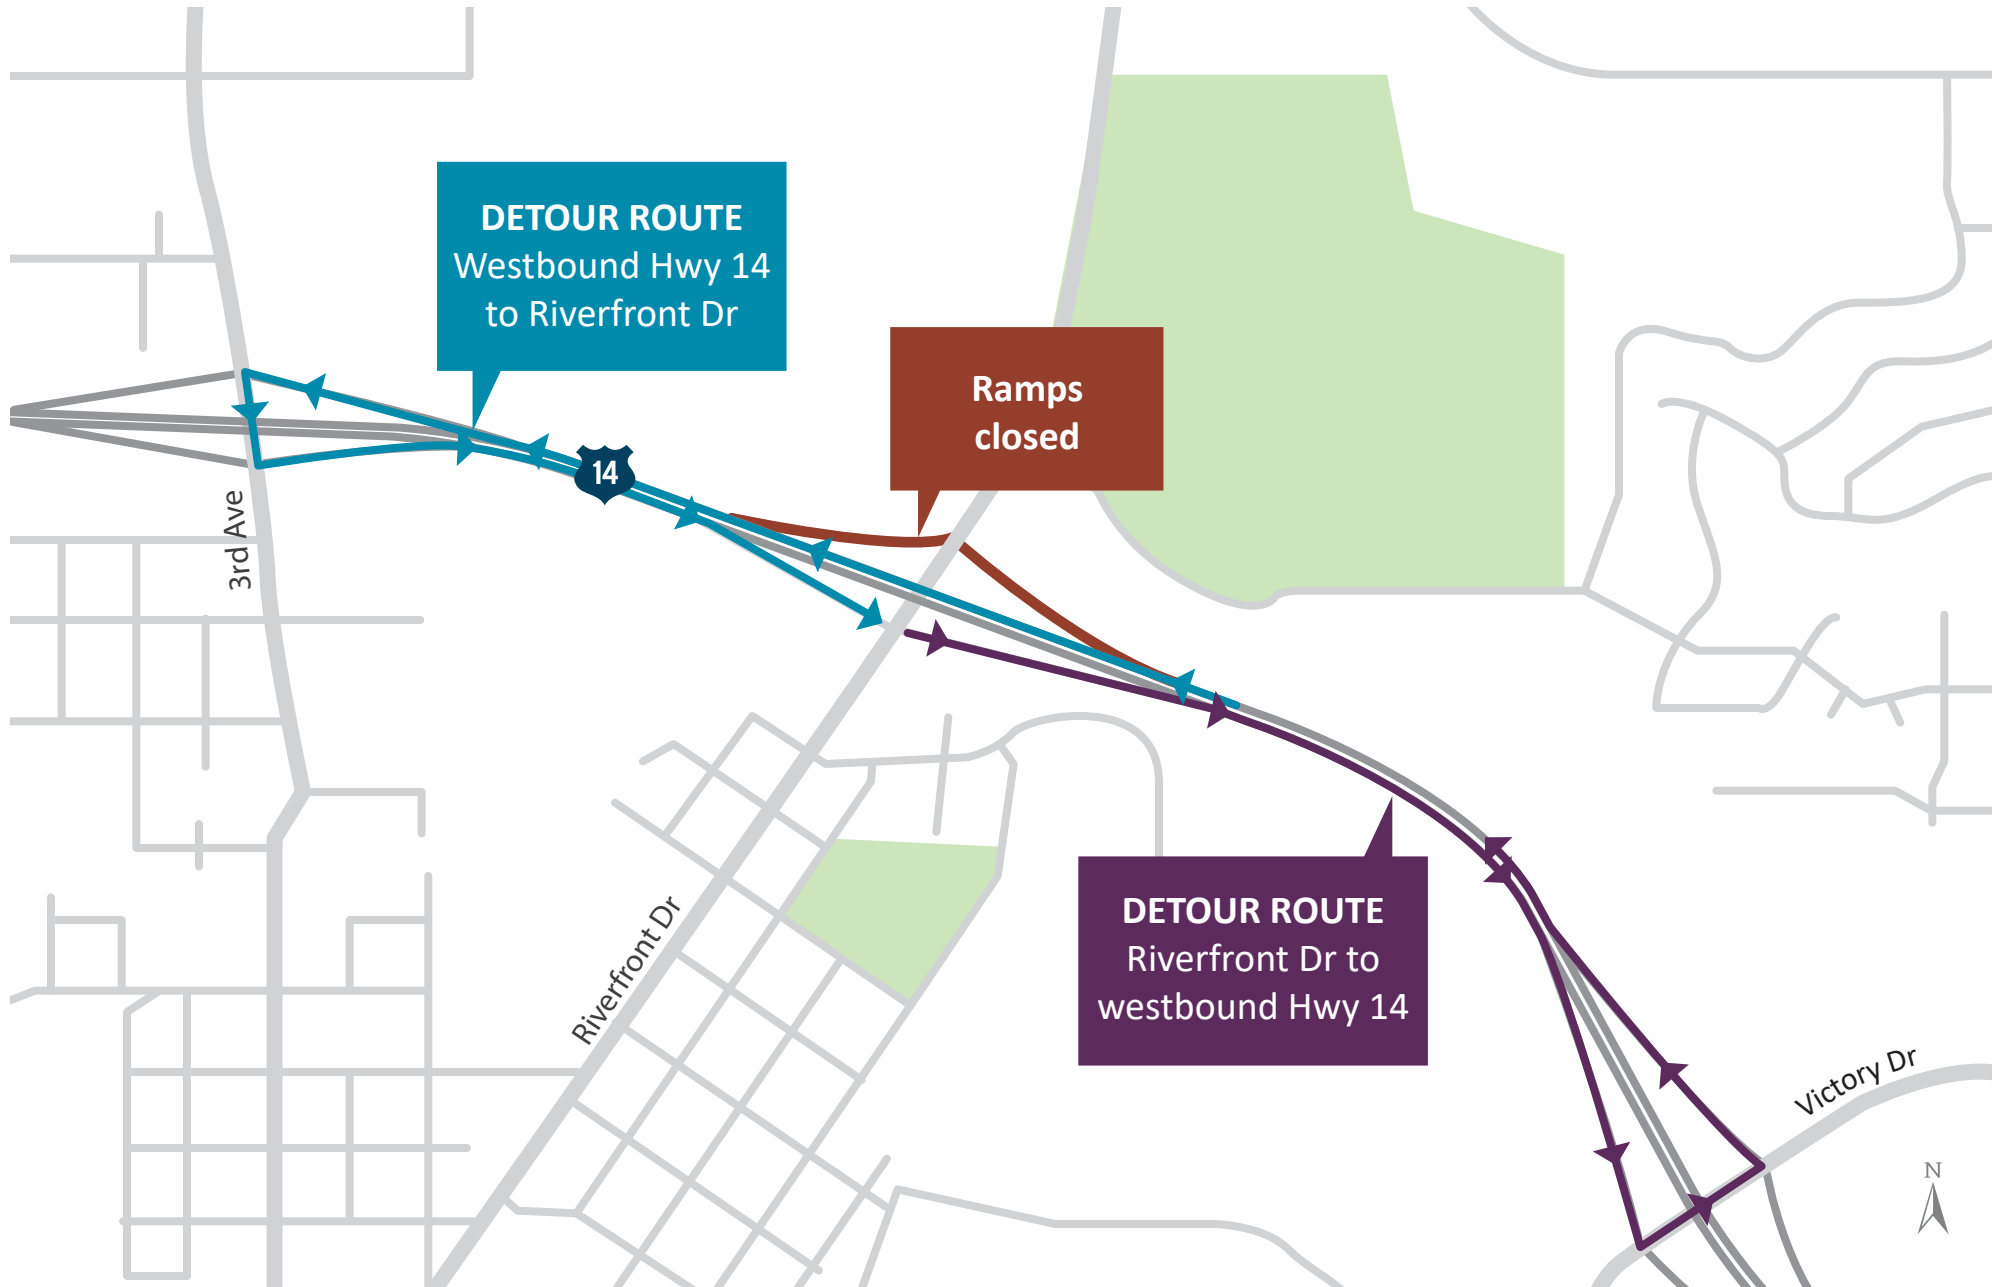 DETOUR ROUTE
Westbound Hwy 14
to Riverfront Dr
Ramps
closed
14
3rd Ave
Riverfront Dr
DETOUR ROUTE
Riverfront Dr to
westbound Hwy 14
Victory Dr
N